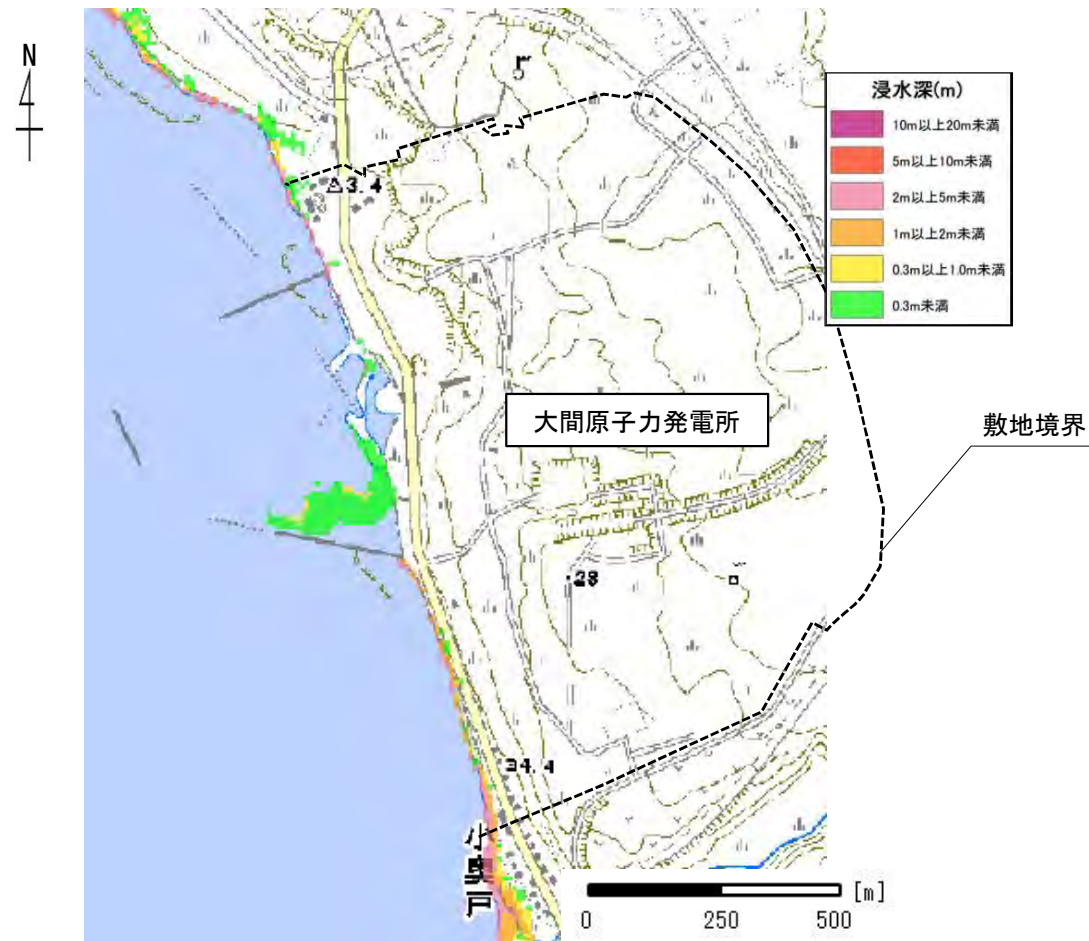 N
浸水深(m)
10m以上20m未満
5m以上10m未満
2m以上5m未満
1m以上2m未満
0.3m以上1.0m未満
0.3m未満
3.4
大間原子力発電所
敷地境界
28
4.4
小奥戸
[m]
0 250 500